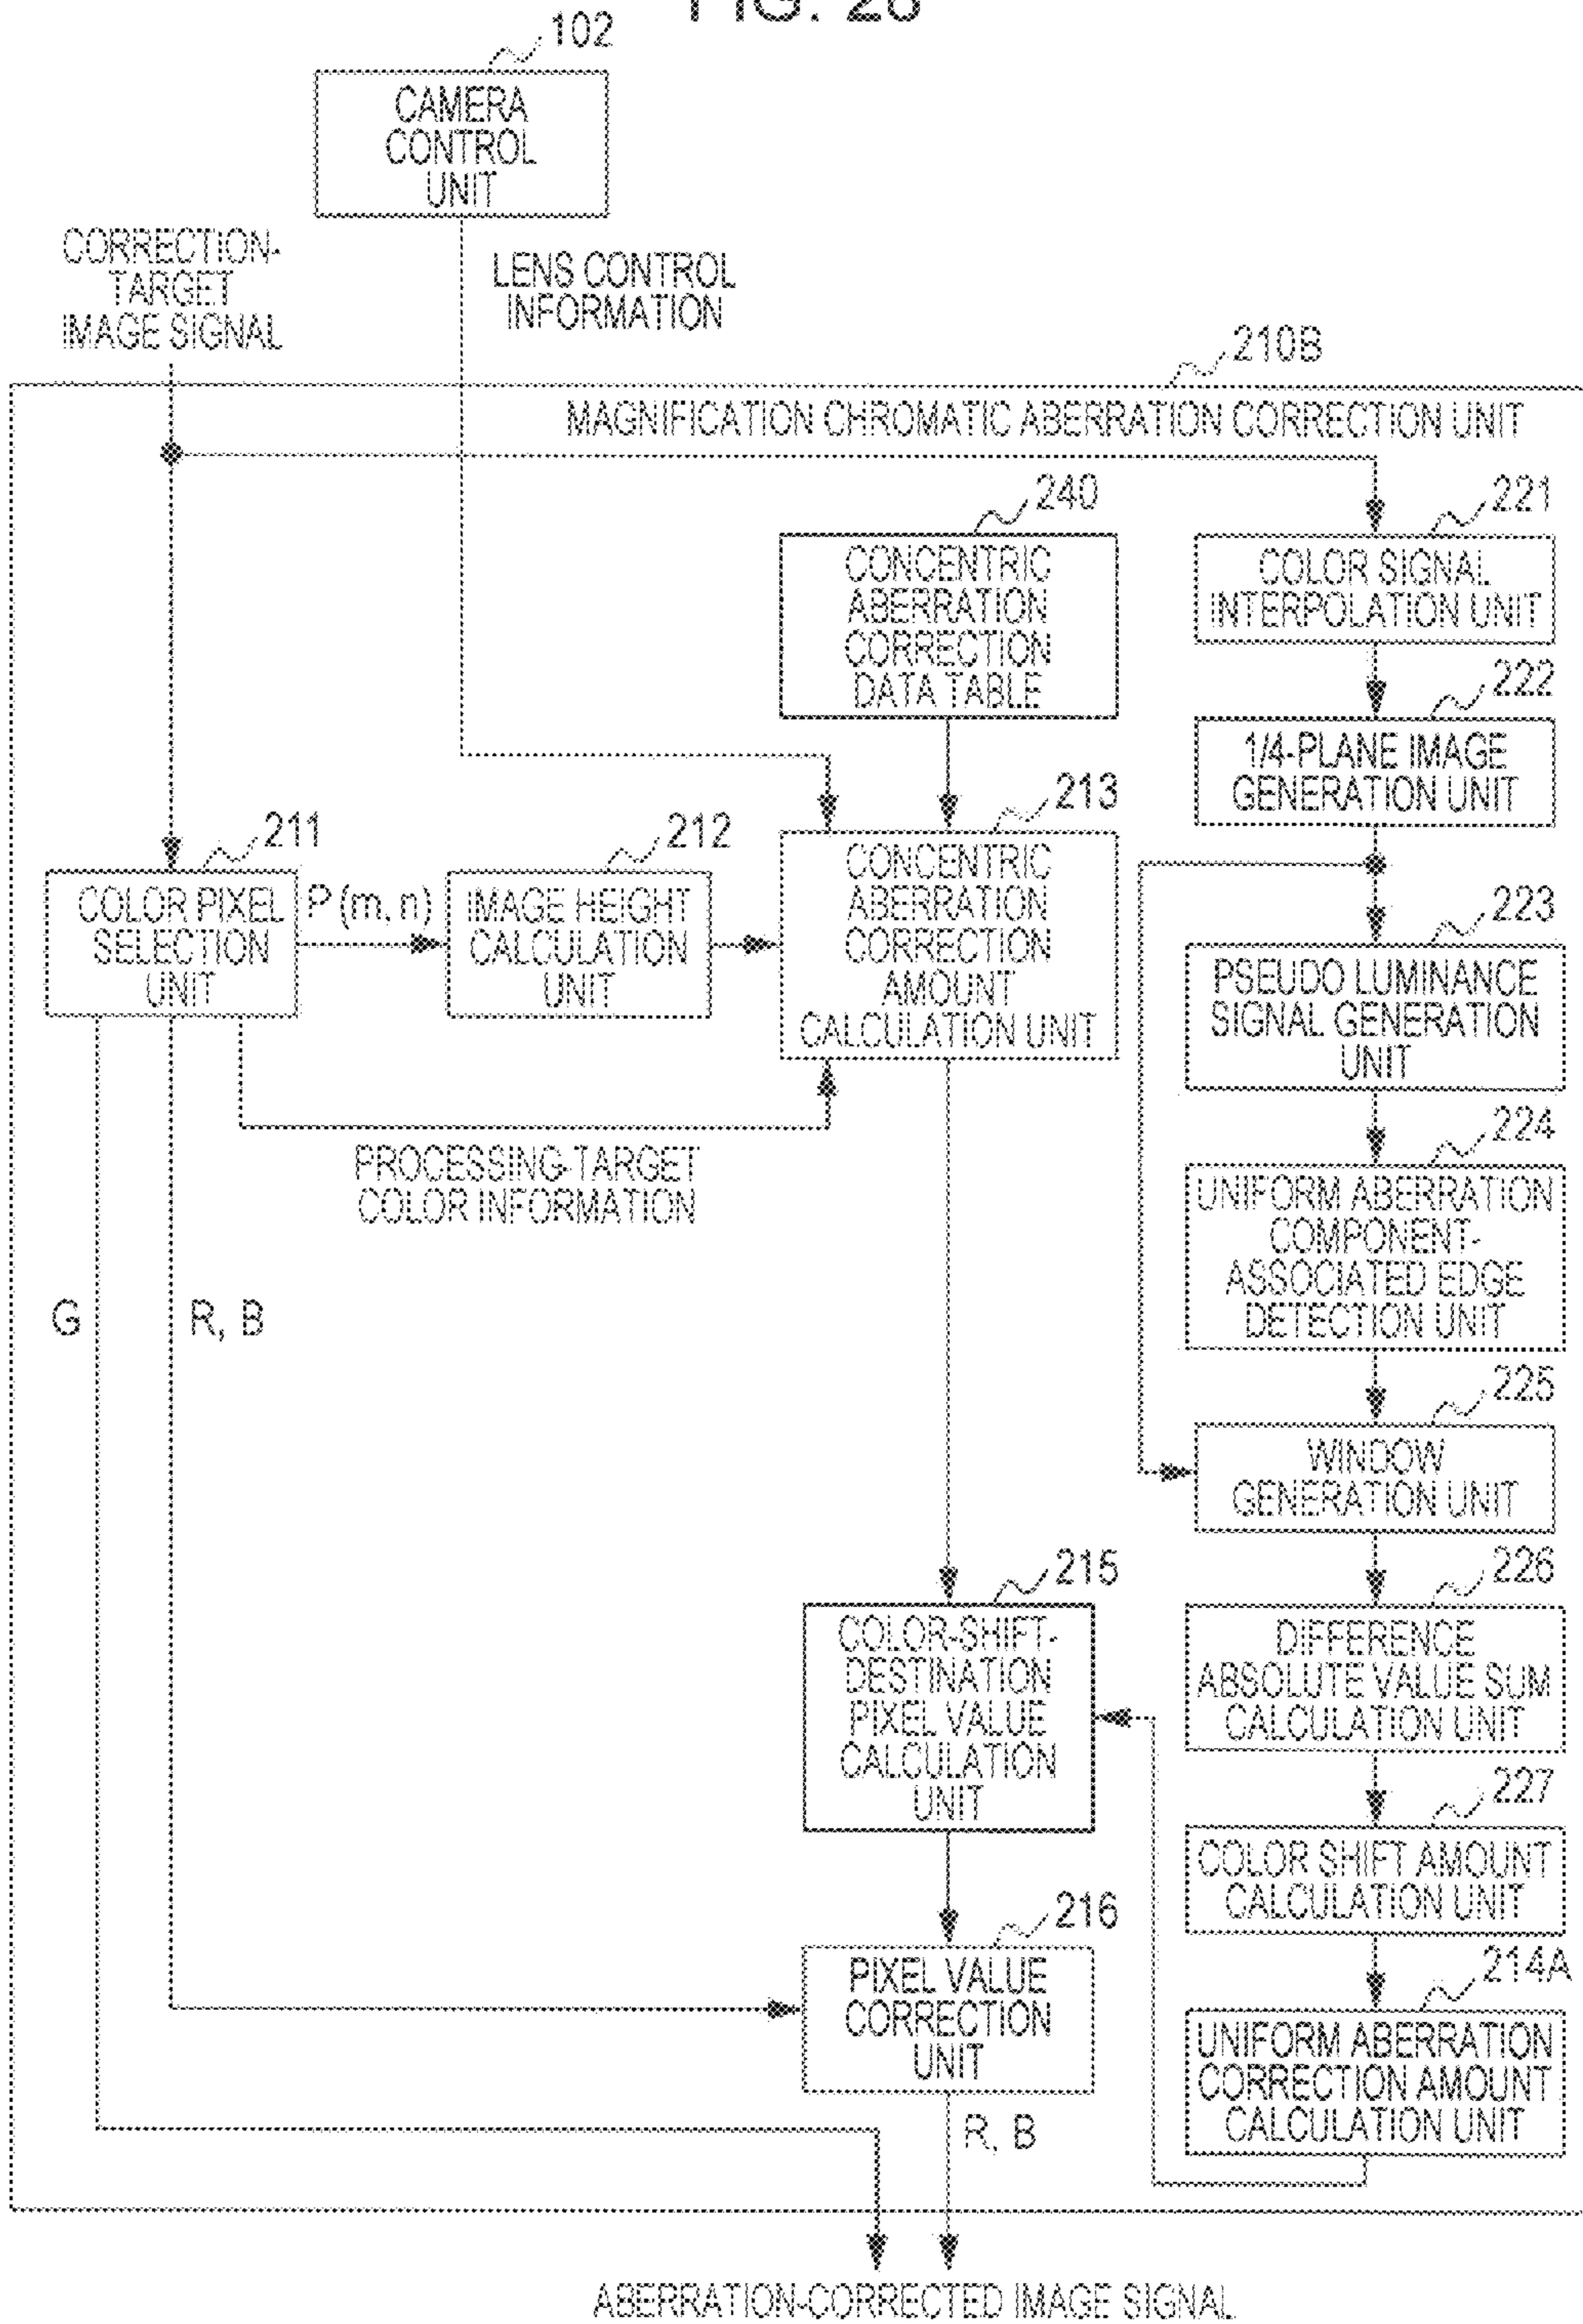 FIG. 28
102
CAMERA
CONTROL
UNIT
CORRECTION-
TARGET
IMAGE SIGNAL
LENS CONTROL
INFORMATION
210B
MAGNIFICATION CHROMATIC ABERRATION CORRECTION UNIT
240
CONCENTRIC
ABERRATION
CORRECTION
DATA TABLE
221
COLOR SIGNAL
INTERPOLATION UNIT
222
1/4-PLANE IMAGE
GENERATION UNIT
211
COLOR PIXEL
SELECTION
UNIT
P (m, n)
212
IMAGE HEIGHT
CALCULATION
UNIT
213
CONCENTRIC
ABERRATION
CORRECTION
AMOUNT
CALCULATION UNIT
223
PSEUDO LUMINANCE
SIGNAL GENERATION
UNIT
PROCESSING-TARGET
COLOR INFORMATION
224
UNIFORM ABERRATION
COMPONENT-
ASSOCIATED EDGE
DETECTION UNIT
G
R, B
225
WINDOW
GENERATION UNIT
215
COLOR-SHIFT-
DESTINATION
PIXEL VALUE
CALCULATION
UNIT
226
DIFFERENCE
ABSOLUTE VALUE SUM
CALCULATION UNIT
227
COLOR SHIFT AMOUNT
CALCULATION UNIT
216
PIXEL VALUE
CORRECTION
UNIT
214A
UNIFORM ABERRATION
CORRECTION AMOUNT
CALCULATION UNIT
R, B
ABERRATION-CORRECTED IMAGE SIGNAL